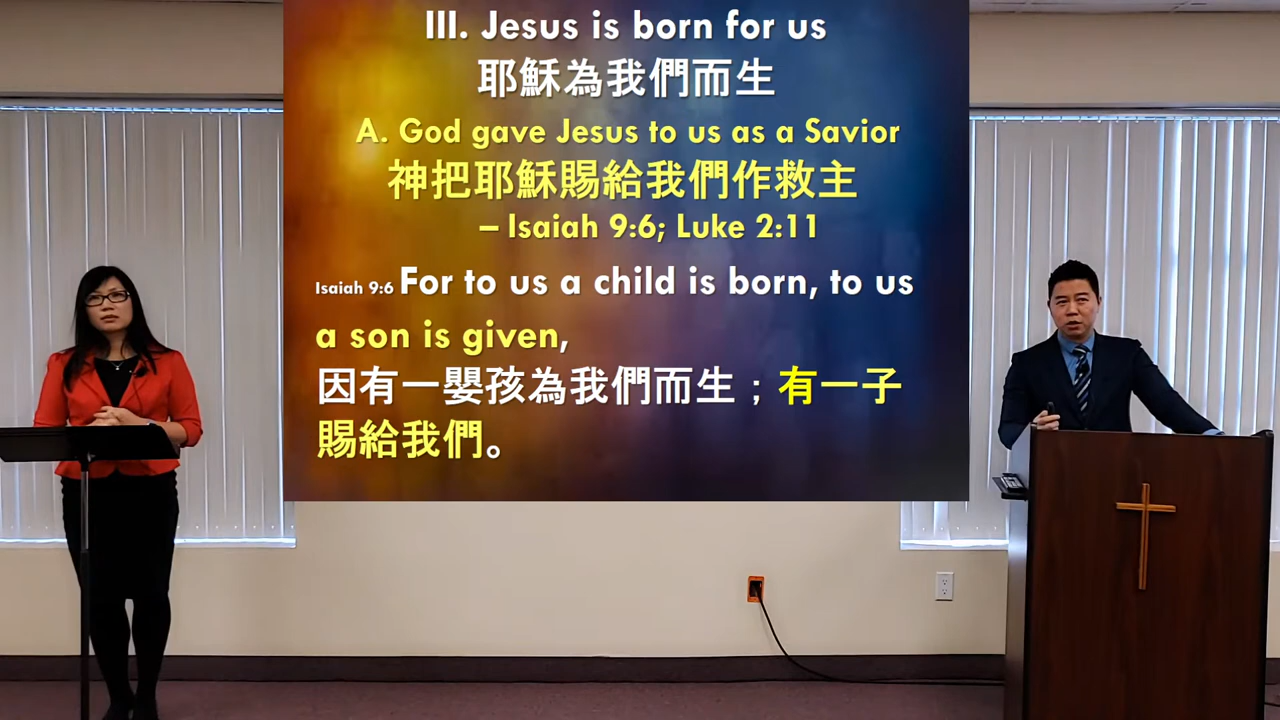 III. Jesus is born for us
耶穌為我們而生
A. God gave Jesus to us as a Savior
神把耶穌賜給我們作救主
– Isaiah 9:6; Luke 2:11
Isaiah 9:6 For to us a child is born, to us
a son is given,
因有一嬰孩為我們而生；有一子
賜給我們。